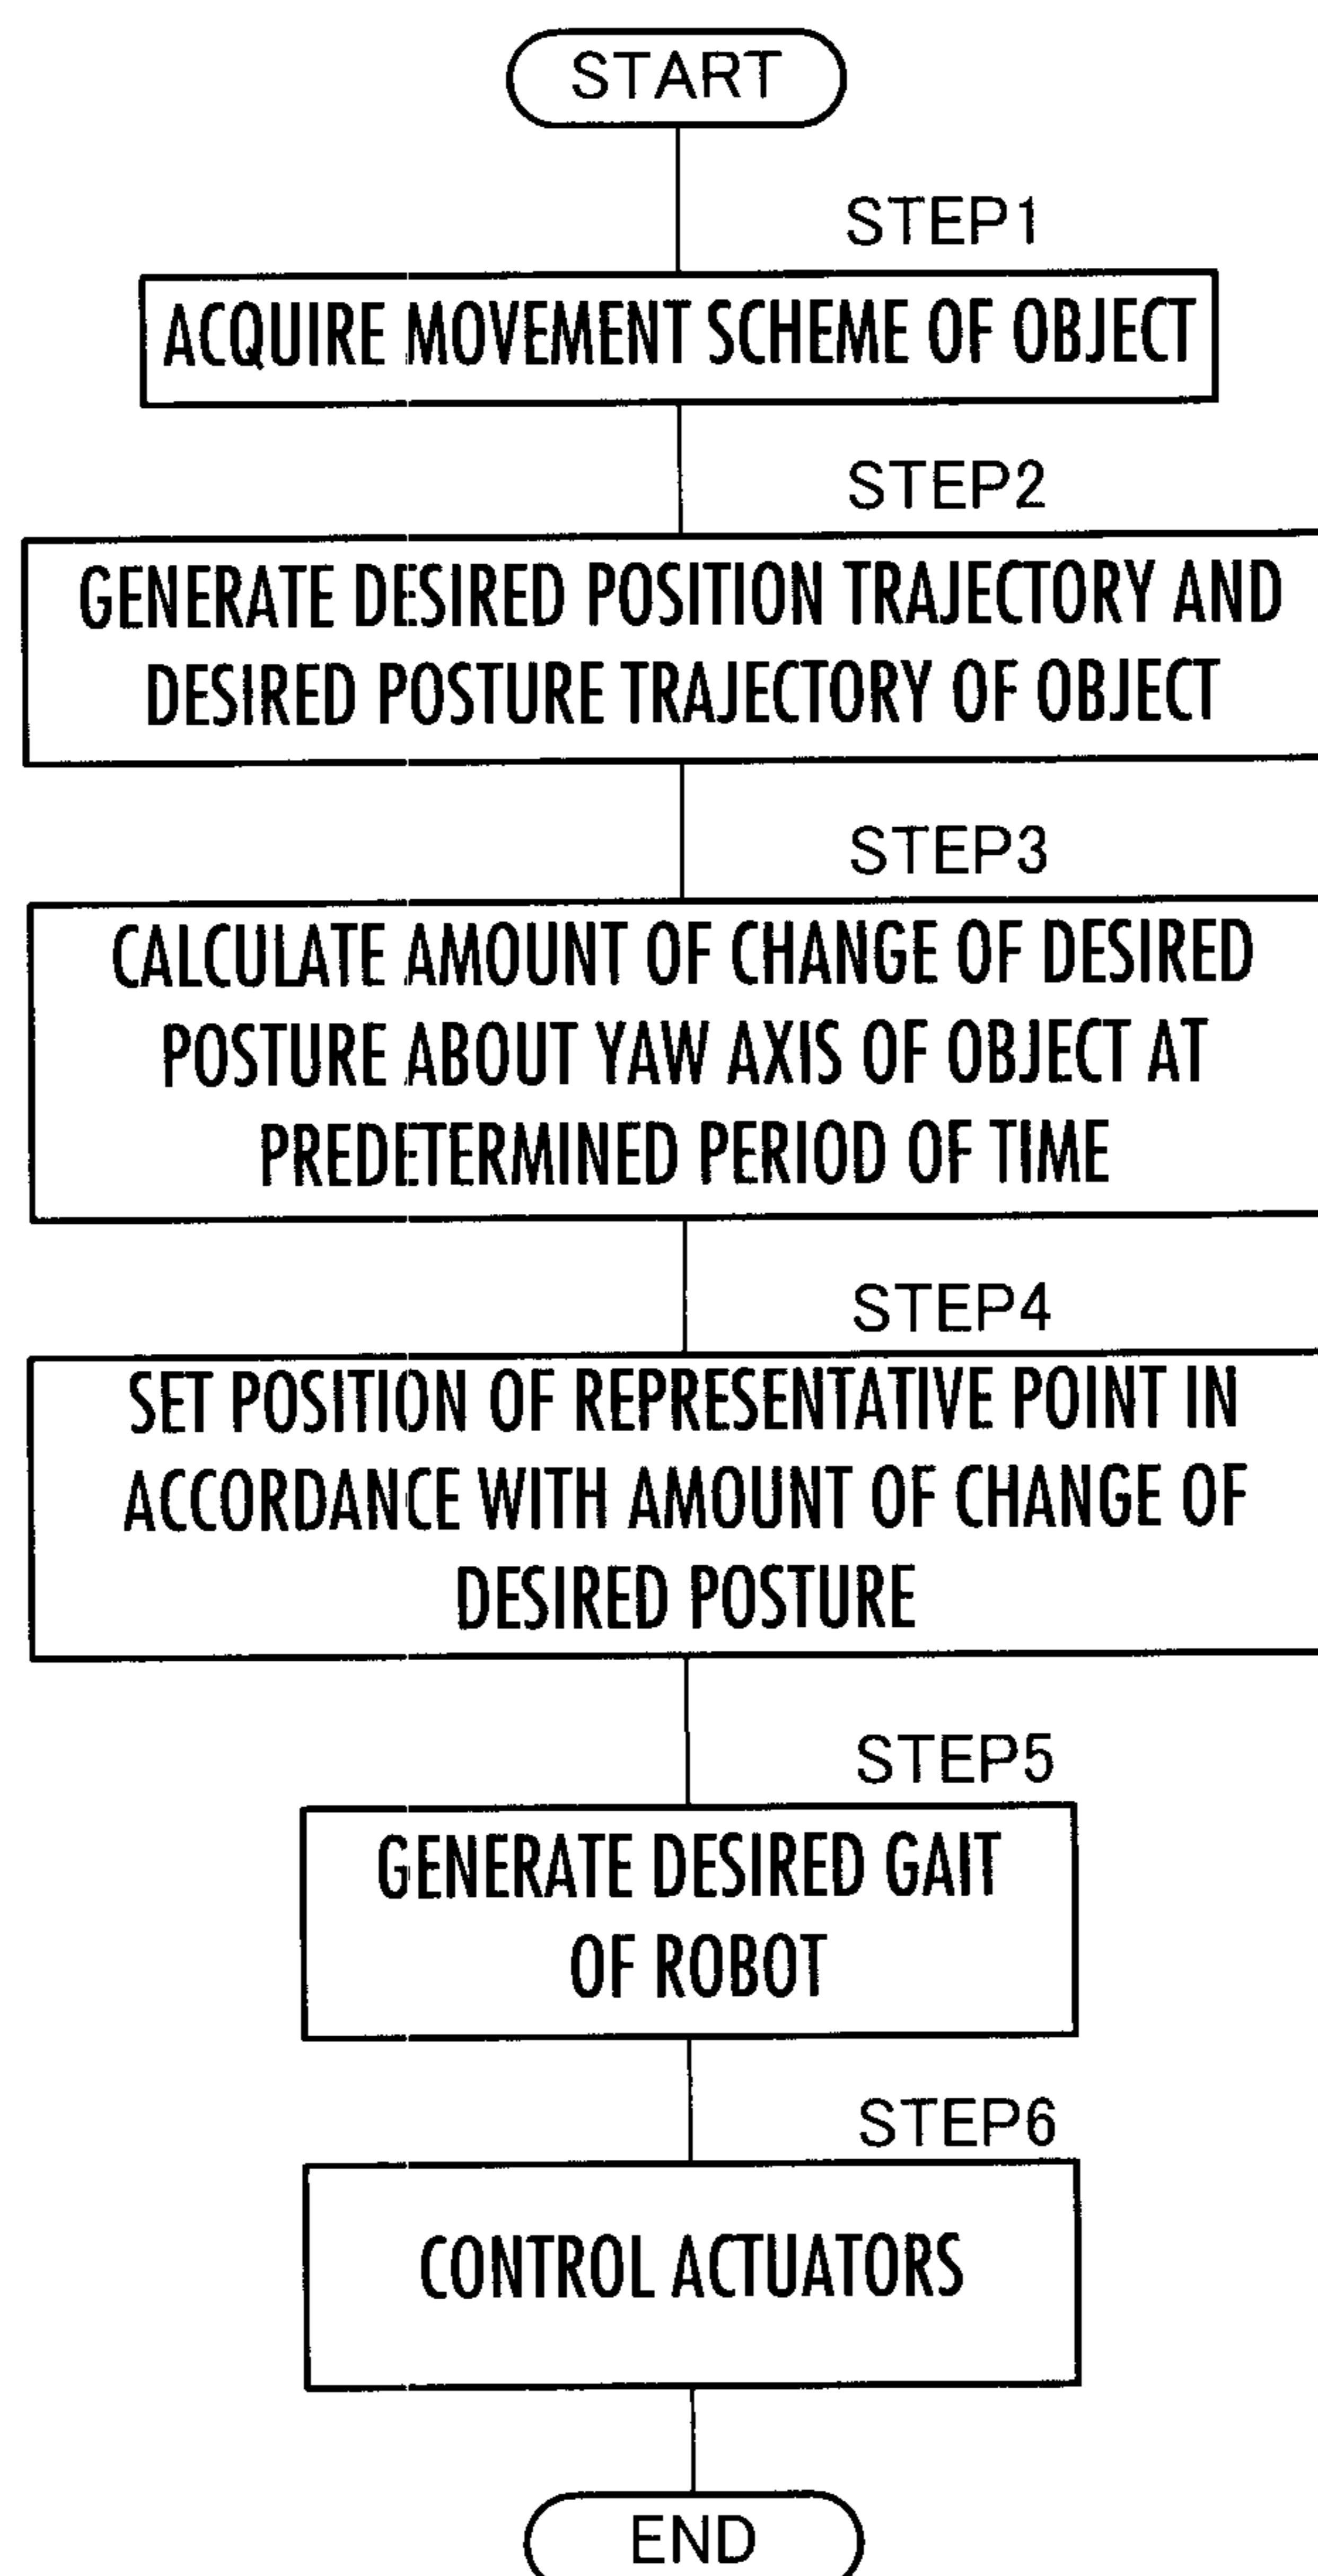 START
STEP1
ACQUIRE MOVEMENT SCHEME OF OBJECT
STEP2
GENERATE DESIRED POSITION TRAJECTORY AND
DESIRED POSTURE TRAJECTORY OF OBJECT
STEP3
CALCULATE AMOUNT OF CHANGE OF DESIRED
POSTURE ABOUT YAW AXIS OF OBJECT AT
PREDETERMINED PERIOD OF TIME
STEP4
SET POSITION OF REPRESENTATIVE POINT IN
ACCORDANCE WITH AMOUNT OF CHANGE OF
DESIRED POSTURE
STEP5
GENERATE DESIRED GAIT
OF ROBOT
STEP6
CONTROL ACTUATORS
END